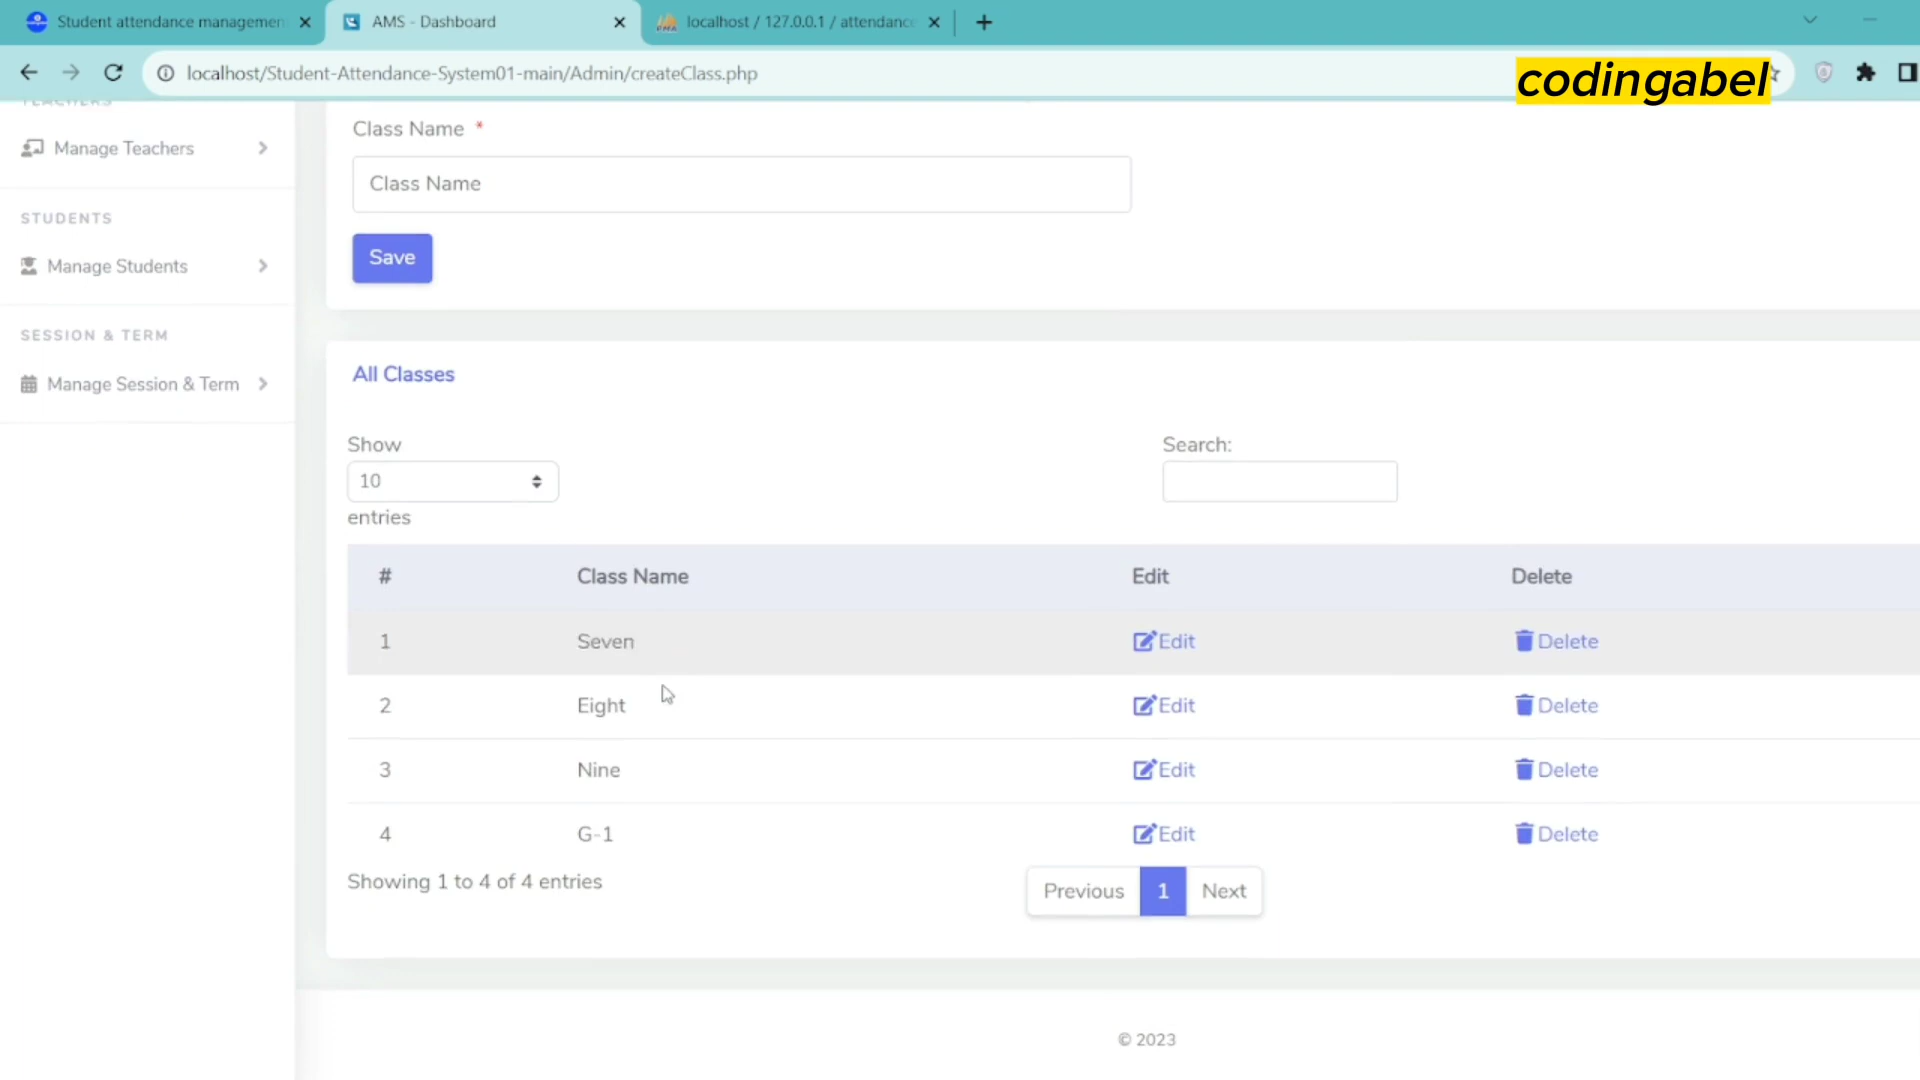 Student attendance managemen
AMS - Dashboard
localhost / 127.0.0.1 / attendance
localhost/Student-Attendance-System01-main/Admin/createClass.php
codingabel
TEACHERS
Manage Teachers
STUDENTS
Manage Students
SESSION & TERM
Manage Session & Term
Class Name *
Class Name
Save
All Classes
Show
10
entries
Search:
# Class Name Edit Delete
1 Seven Edit Delete
2 Eight Edit Delete
3 Nine Edit Delete
4 G-1 Edit Delete
Showing 1 to 4 of 4 entries
Previous 1 Next
© 2023